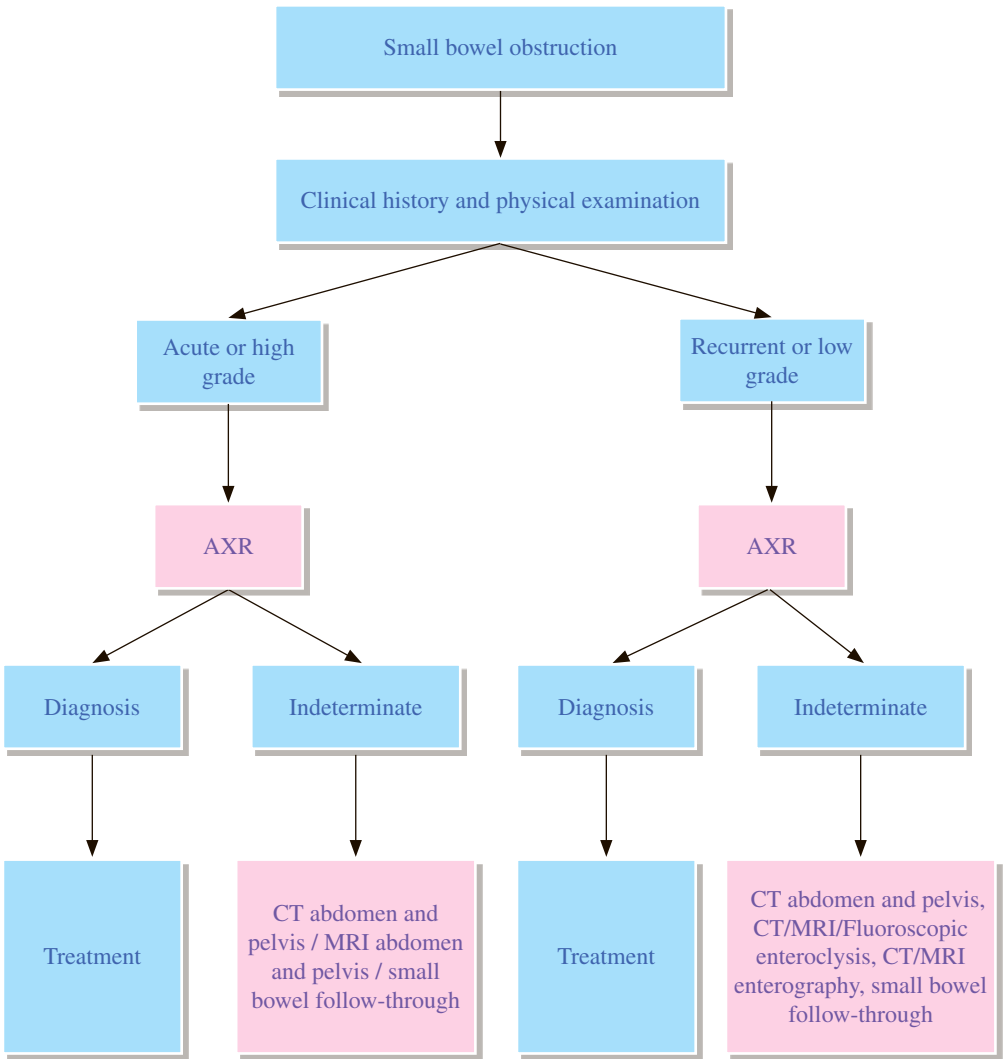 Small bowel obstruction
Clinical history and physical examination
Acute or high
grade
Recurrent or low
grade
AXR
AXR
Diagnosis
Indeterminate
Diagnosis
Indeterminate
Treatment
CT abdomen and
pelvis / MRI abdomen
and pelvis / small
bowel follow-through
Treatment
CT abdomen and pelvis,
CT/MRI/Fluoroscopic
enteroclysis, CT/MRI
enterography, small bowel
follow-through